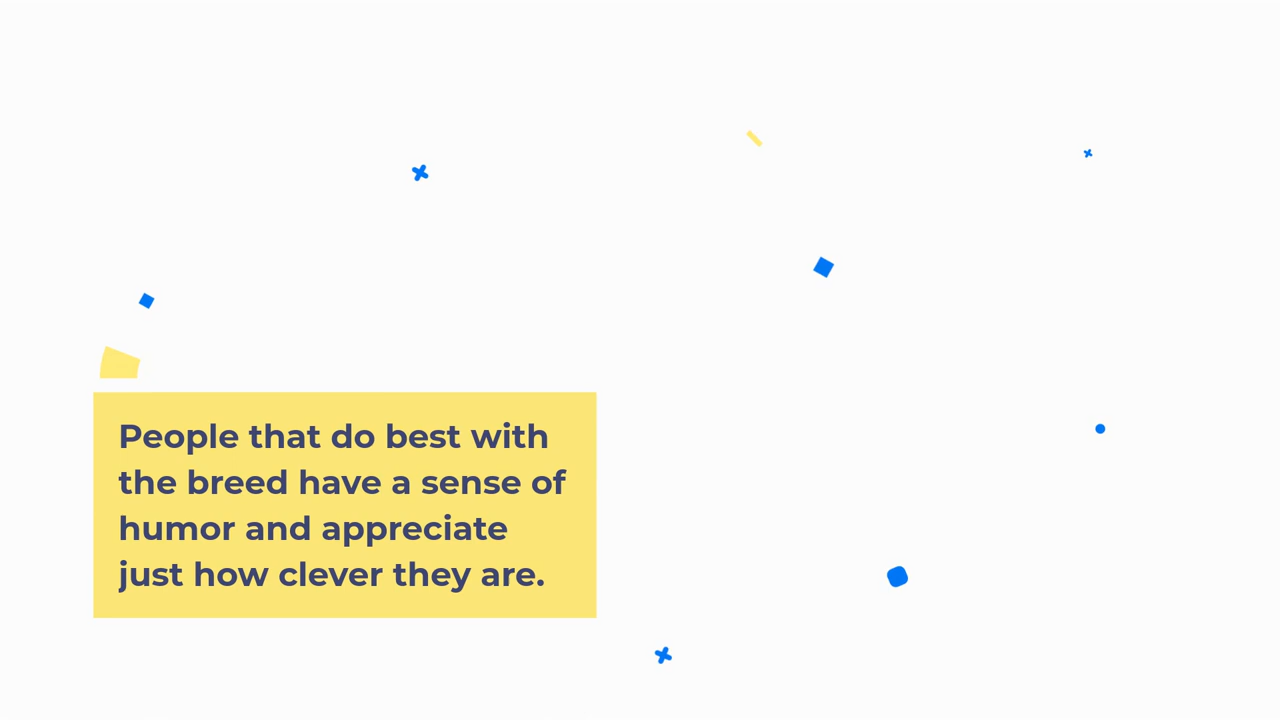 People that do best with
the breed have a sense of
humor and appreciate
just how clever they are.